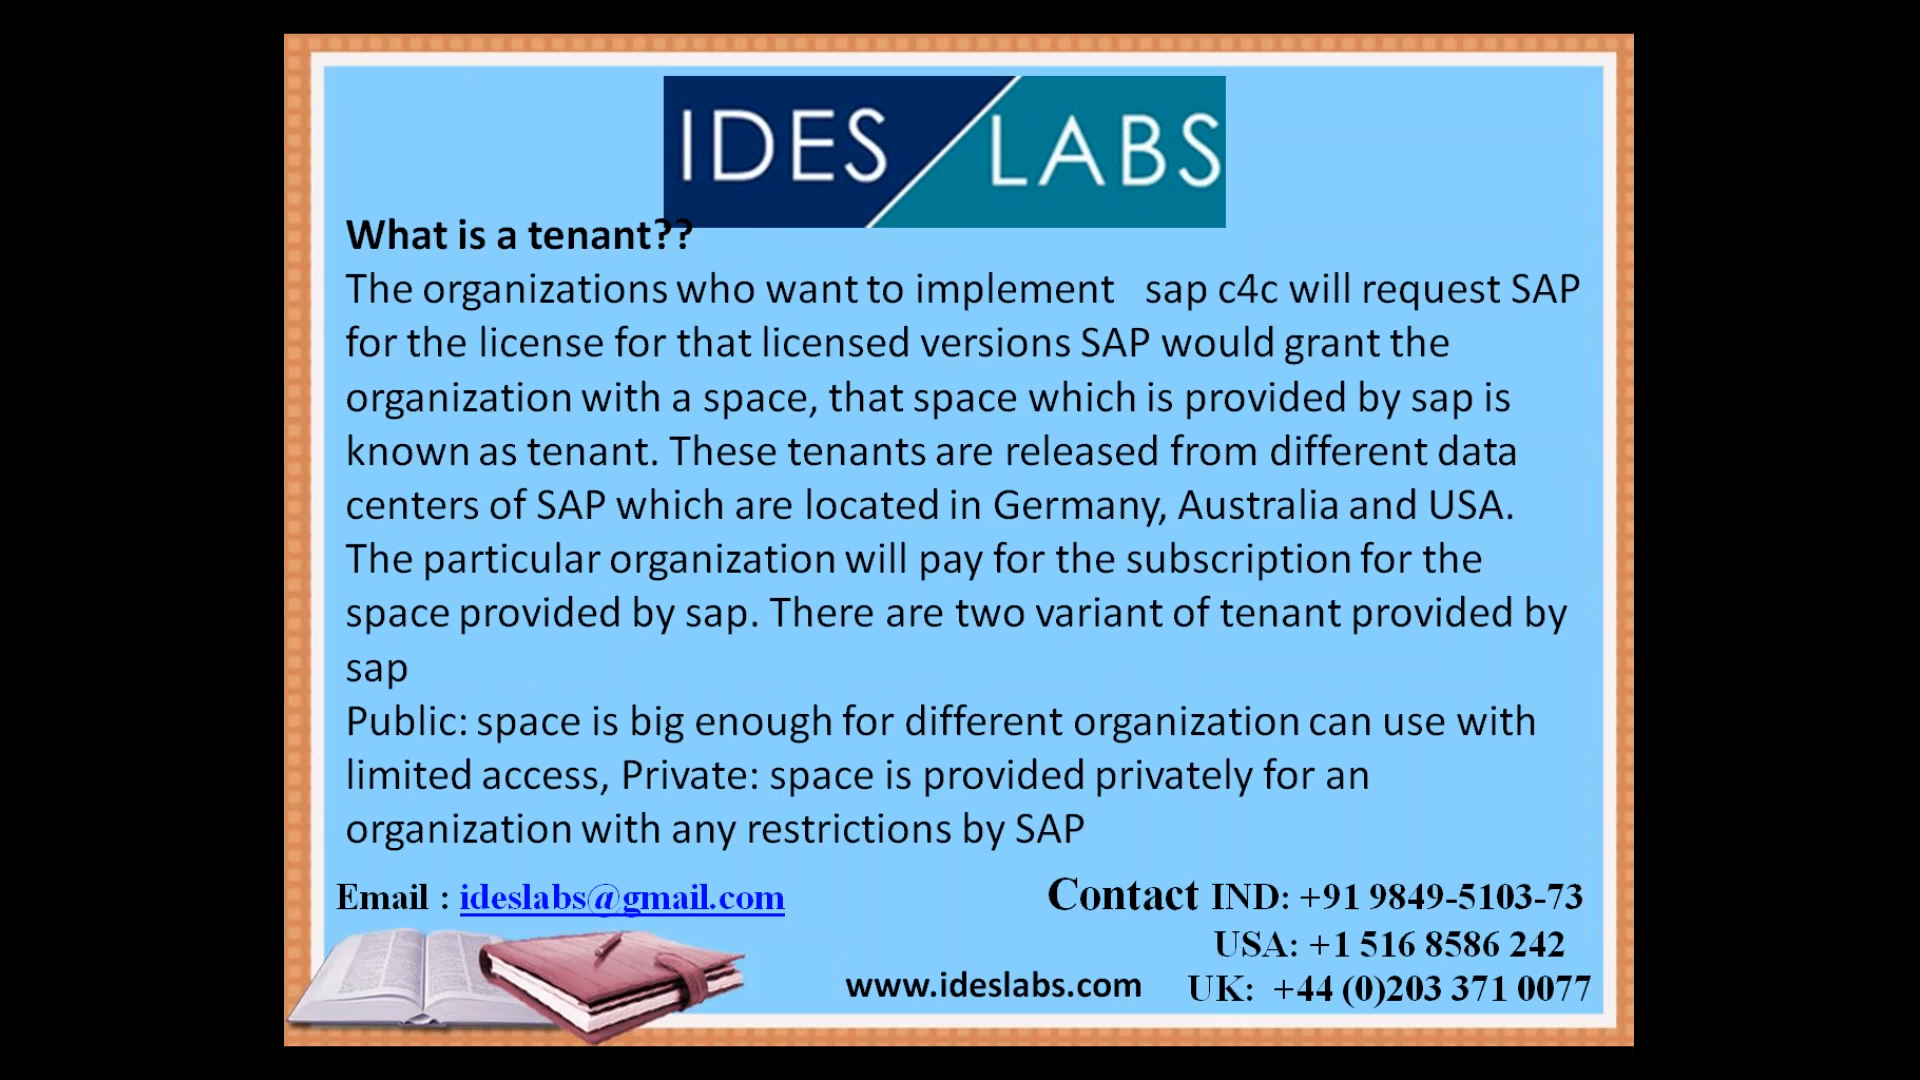 IDES LABS
What is a tenant??
The organizations who want to implement sap c4c will request SAP
for the license for that licensed versions SAP would grant the
organization with a space, that space which is provided by sap is
known as tenant. These tenants are released from different data
centers of SAP which are located in Germany, Australia and USA.
The particular organization will pay for the subscription for the
space provided by sap. There are two variant of tenant provided by
sap
Public: space is big enough for different organization can use with
limited access, Private: space is provided privately for an
organization with any restrictions by SAP
Email : ideslabs@gmail.com
Contact IND: +91 9849-5103-73
USA: +1 516 8586 242
www.ideslabs.com
UK: +44 (0)203 371 0077